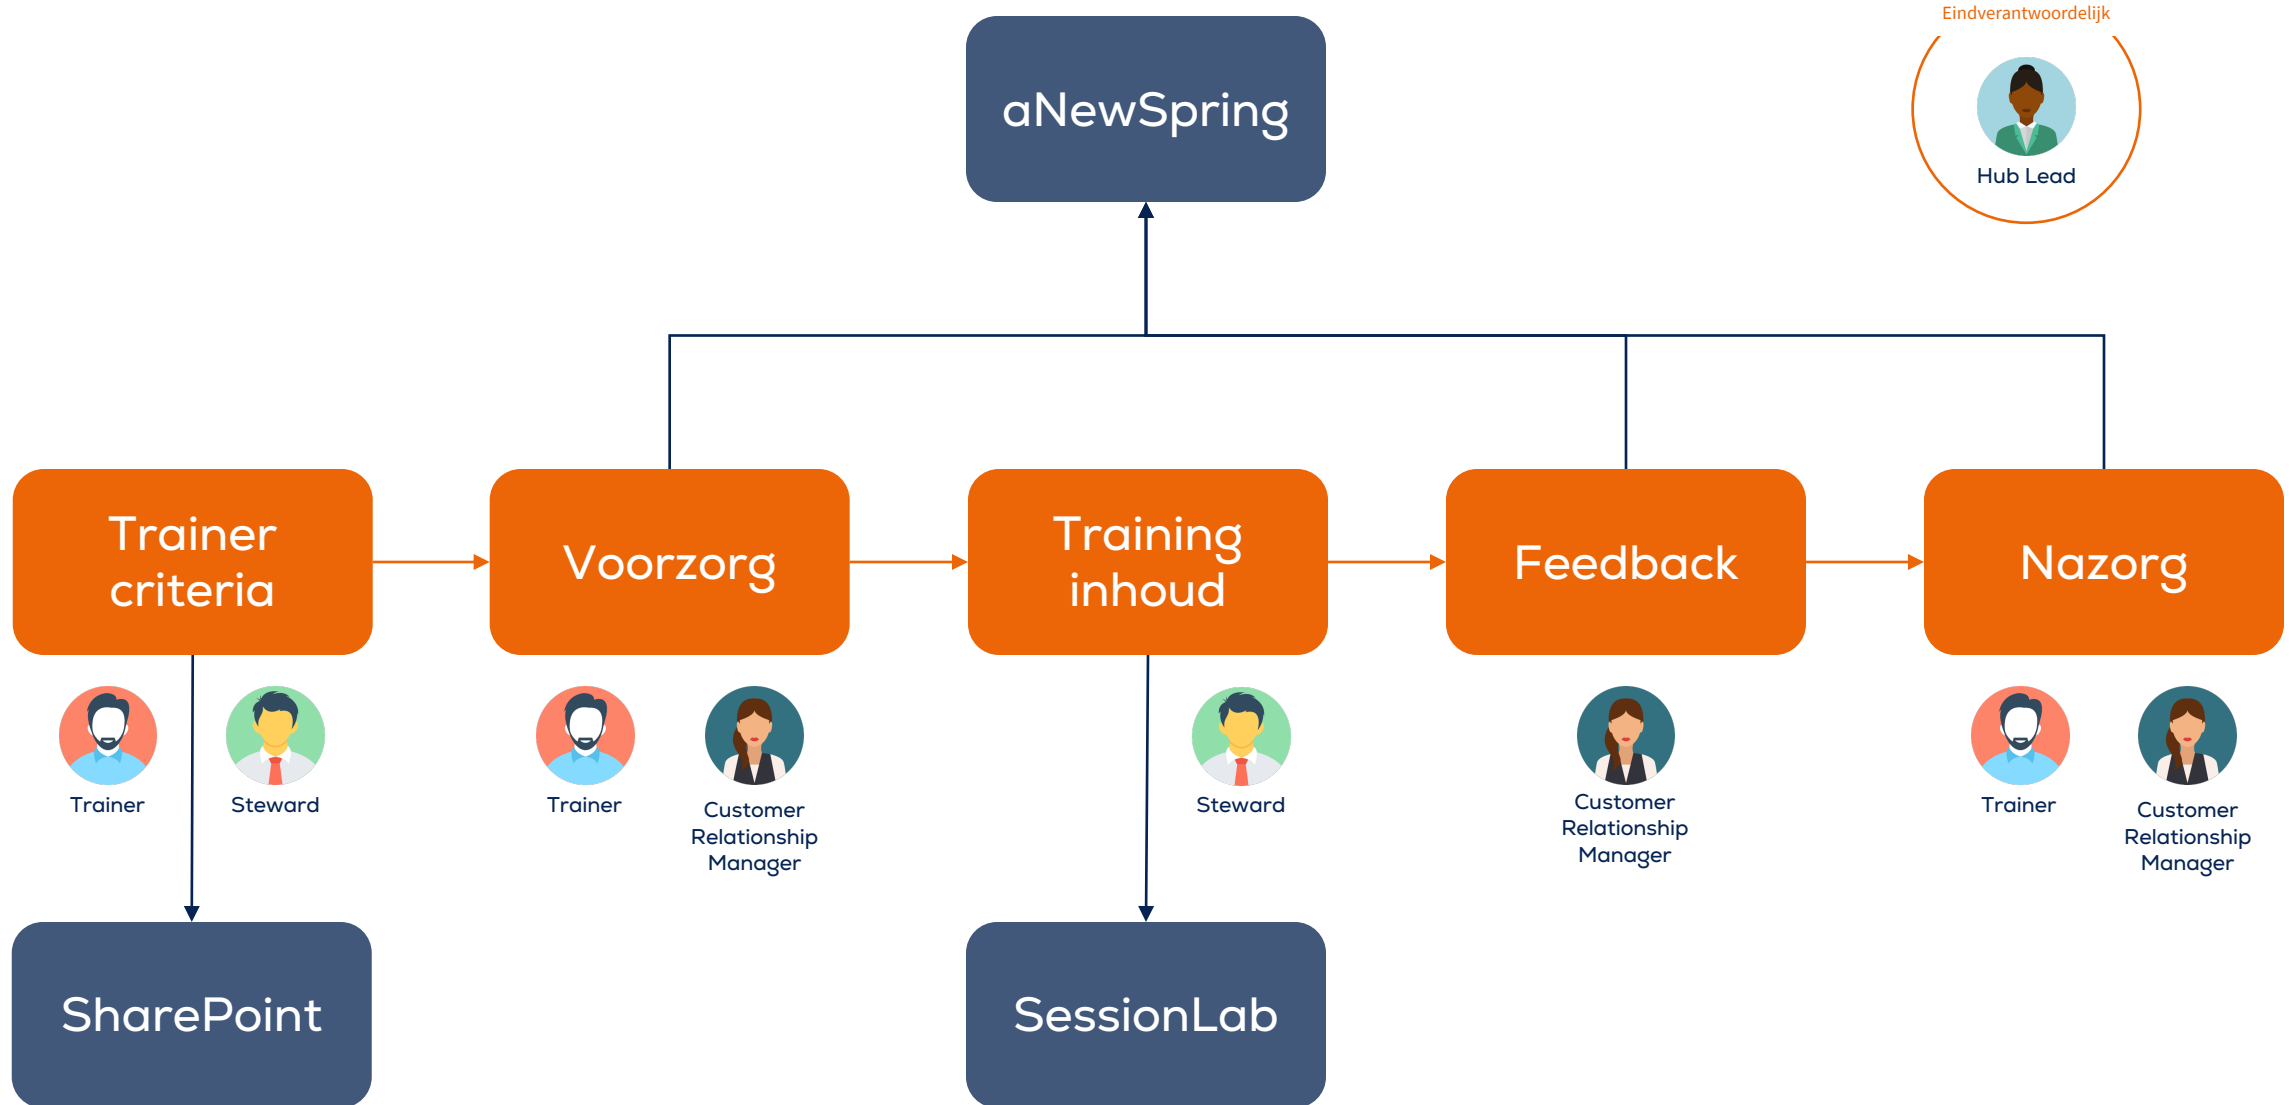 Eindverantwoordelijk
aNewSpring
Hub Lead
Trainer
criteria
Voorzorg
Training
inhoud
Feedback
Nazorg
Trainer
Steward
Trainer
Customer
Relationship
Manager
Steward
Customer
Relationship
Manager
Trainer
Customer
Relationship
Manager
SharePoint
SessionLab